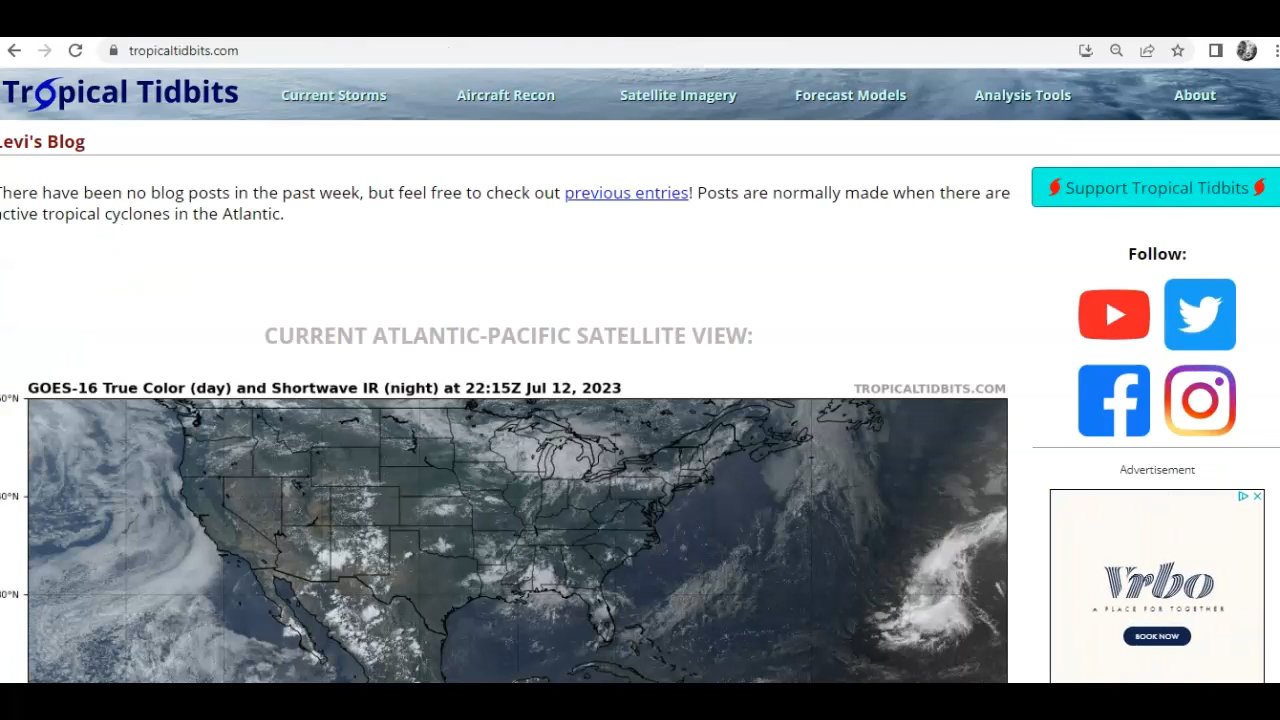 tropicaltidbits.com
Tropical Tidbits
Current Storms
Aircraft Recon
Satellite Imagery
Forecast Models
Analysis Tools
About
Levi's Blog
There have been no blog posts in the past week, but feel free to check out previous entries! Posts are normally made when there are
active tropical cyclones in the Atlantic.
Support Tropical Tidbits
Follow:
CURRENT ATLANTIC-PACIFIC SATELLITE VIEW:
GOES-16 True Color (day) and Shortwave IR (night) at 22:15Z Jul 12, 2023
TROPICALTIDBITS.COM
50°N
40°N
30°N
Advertisement
Vrbo
A PLACE FOR TOGETHER
BOOK NOW